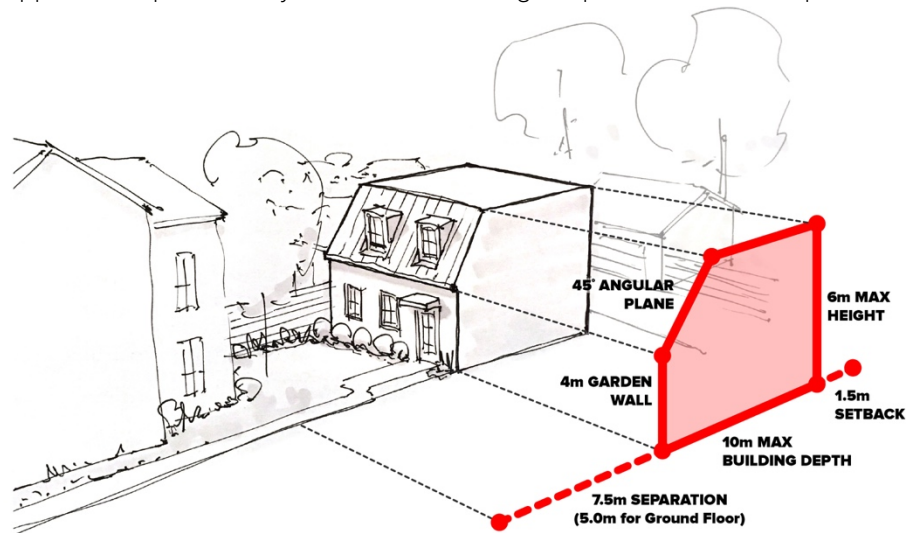 45° ANGULAR
PLANE
6m MAX
HEIGHT
4m GARDEN
WALL
1.5m
SETBACK
10m MAX
BUILDING DEPTH
7.5m SEPARATION
(5.0m for Ground Floor)